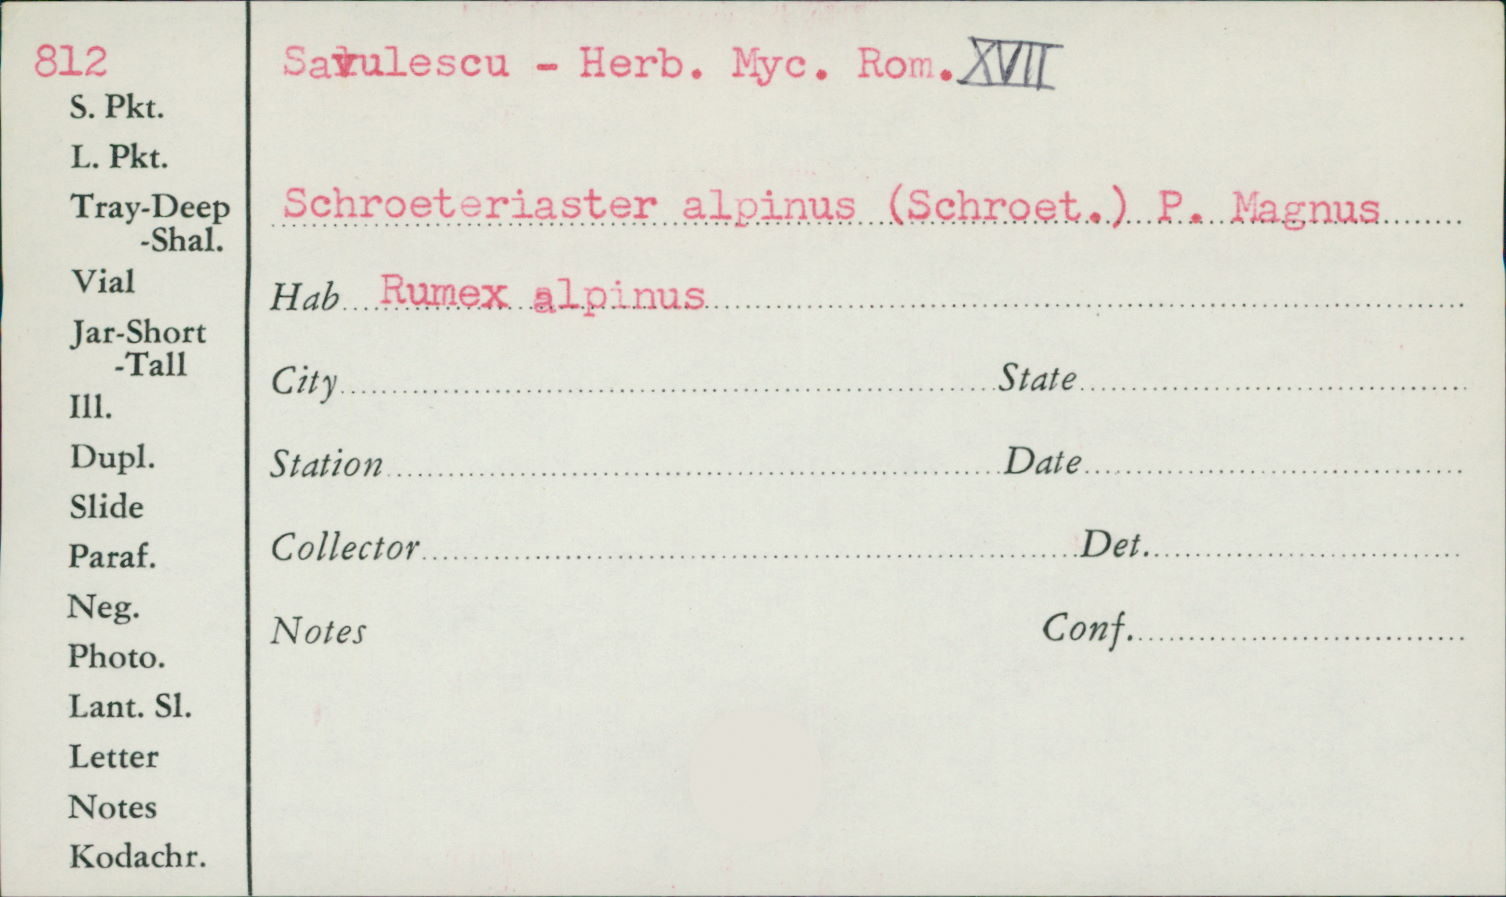 812
Savulescu - Herb. Myc. Rom. XVII
S. Pkt.
L. Pkt.
Tray-Deep
-Shal.
Vial
Jar-Short
-Tall
Ill.
Dupl.
Slide
Paraf.
Neg.
Photo.
Lant. Sl.
Letter
Notes
Kodachr.
Schroeteriaster alpinus (Schroet.) P. Magnus
Hab Rumex alpinus
City State
Station Date
Collector Det.
Notes Conf.